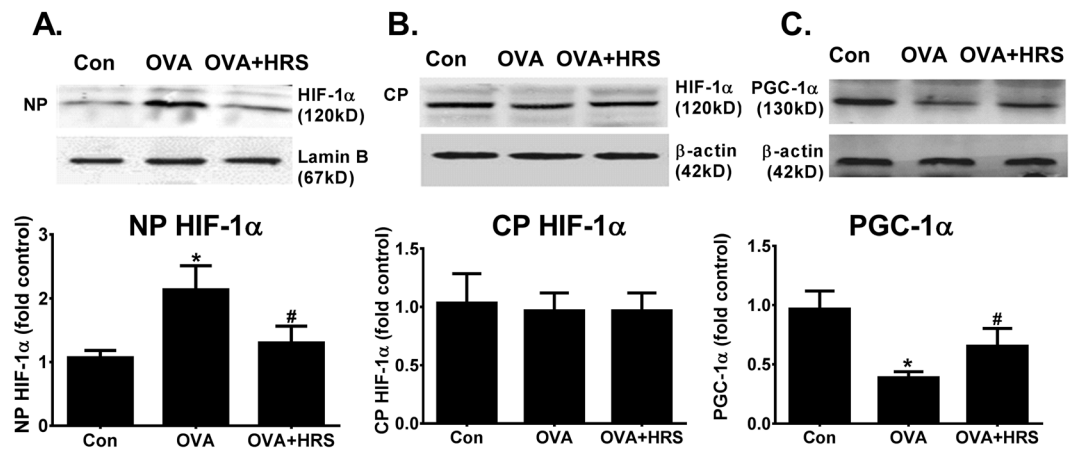 A.
Con OVA OVA+HRS
NP
HIF-1α
(120kD)
Lamin B
(67kD)
NP HIF-1α
NP HIF-1α (fold control)
3
2
1
0
*
#
Con OVA OVA+HRS
B.
Con OVA OVA+HRS
CP
HIF-1α
(120kD)
β-actin
(42kD)
CP HIF-1α
CP HIF-1α (fold control)
1.5
1.0
0.5
0.0
Con OVA OVA+HRS
C.
Con OVA OVA+HRS
PGC-1α
(130kD)
β-actin
(42kD)
PGC-1α
PGC-1α (fold control)
1.5
1.0
0.5
0.0
*
#
Con OVA OVA+HRS